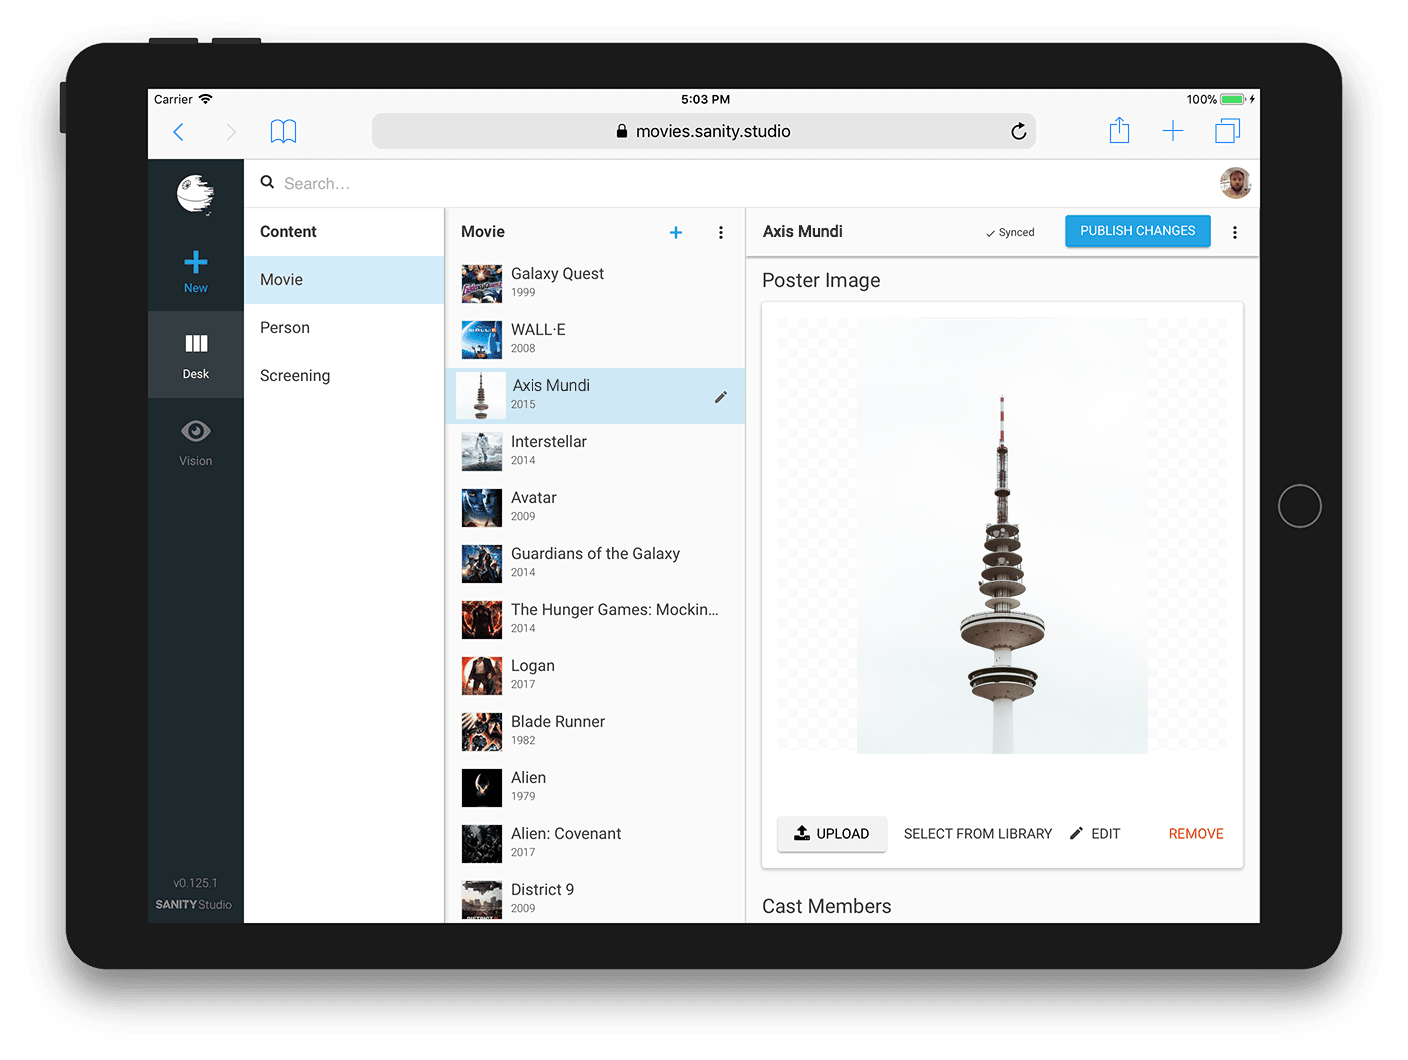 Carrier 5:03 PM 100%
movies.sanity.studio
Search...
New
Desk
Vision
v0.125.1
SANITY Studio
Content
Movie
Person
Screening
Movie
Galaxy Quest
1999
WALL·E
2008
Axis Mundi
2015
Interstellar
2014
Avatar
2009
Guardians of the Galaxy
2014
The Hunger Games: Mockin...
2014
Logan
2017
Blade Runner
1982
Alien
1979
Alien: Covenant
2017
District 9
2009
Axis Mundi
Synced
PUBLISH CHANGES
Poster Image
UPLOAD
SELECT FROM LIBRARY
EDIT
REMOVE
Cast Members